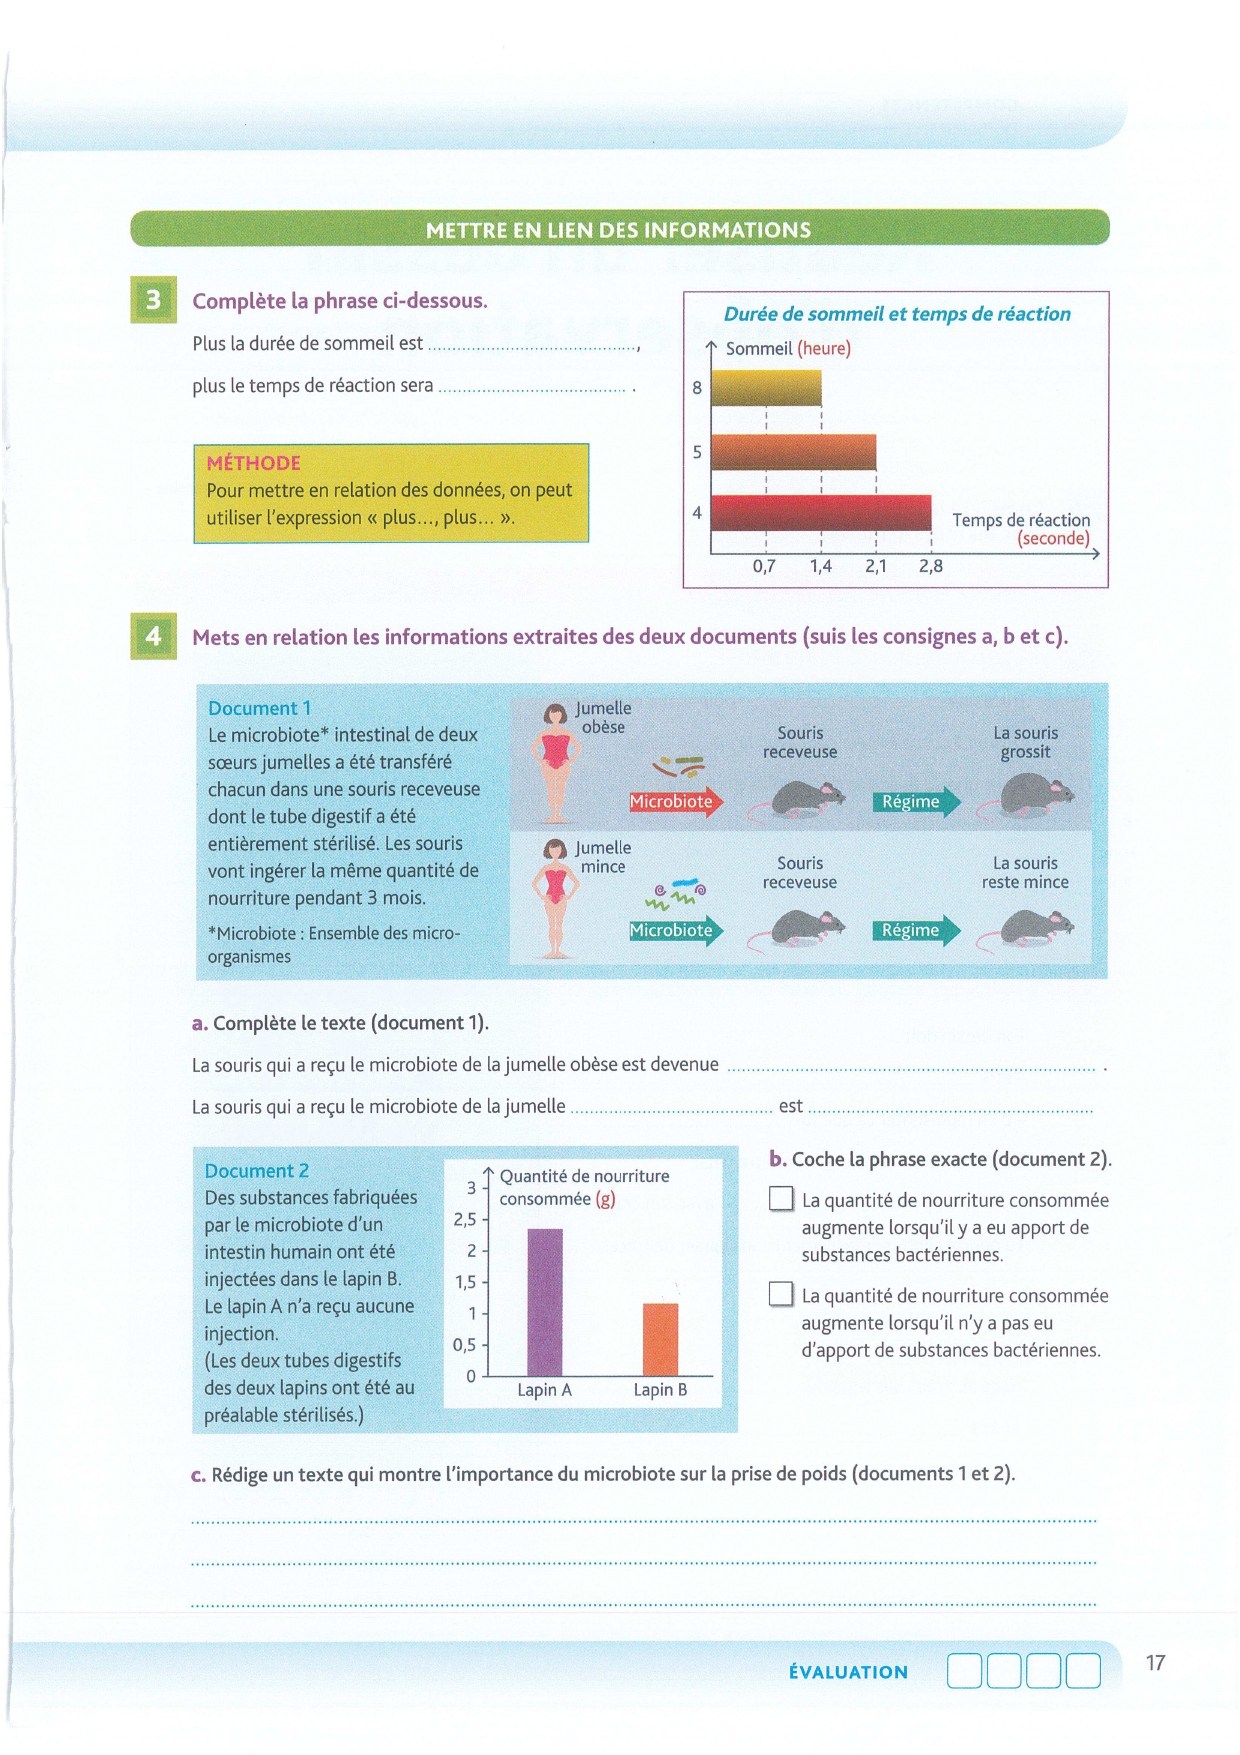 METTRE EN LIEN DES INFORMATIONS
3 Complète la phrase ci-dessous.
Plus la durée de sommeil est ........................................,
plus le temps de réaction sera .................................... .
MÉTHODE
Pour mettre en relation des données, on peut
utiliser l'expression « plus..., plus... ».
Durée de sommeil et temps de réaction
Sommeil (heure)
8
5
4
Temps de réaction
(seconde)
0,7 1,4 2,1 2,8
4 Mets en relation les informations extraites des deux documents (suis les consignes a, b et c).
Document 1
Le microbiote* intestinal de deux
sœurs jumelles a été transféré
chacun dans une souris receveuse
dont le tube digestif a été
entièrement stérilisé. Les souris
vont ingérer la même quantité de
nourriture pendant 3 mois.
*Microbiote : Ensemble des micro-
organismes
Jumelle
obèse
Microbiote
Souris
receveuse
Régime
La souris
grossit
Jumelle
mince
Microbiote
Souris
receveuse
Régime
La souris
reste mince
a. Complète le texte (document 1).
La souris qui a reçu le microbiote de la jumelle obèse est devenue ........................................ .
La souris qui a reçu le microbiote de la jumelle ........................................ est ........................................
Document 2
Des substances fabriquées
par le microbiote d'un
intestin humain ont été
injectées dans le lapin B.
Le lapin A n'a reçu aucune
injection.
(Les deux tubes digestifs
des deux lapins ont été au
préalable stérilisés.)
Quantité de nourriture
consommée (g)
3
2,5
2
1,5
1
0,5
0
Lapin A Lapin B
b. Coche la phrase exacte (document 2).
La quantité de nourriture consommée
augmente lorsqu'il y a eu apport de
substances bactériennes.
La quantité de nourriture consommée
augmente lorsqu'il n'y a pas eu
d'apport de substances bactériennes.
c. Rédige un texte qui montre l'importance du microbiote sur la prise de poids (documents 1 et 2).
ÉVALUATION
17